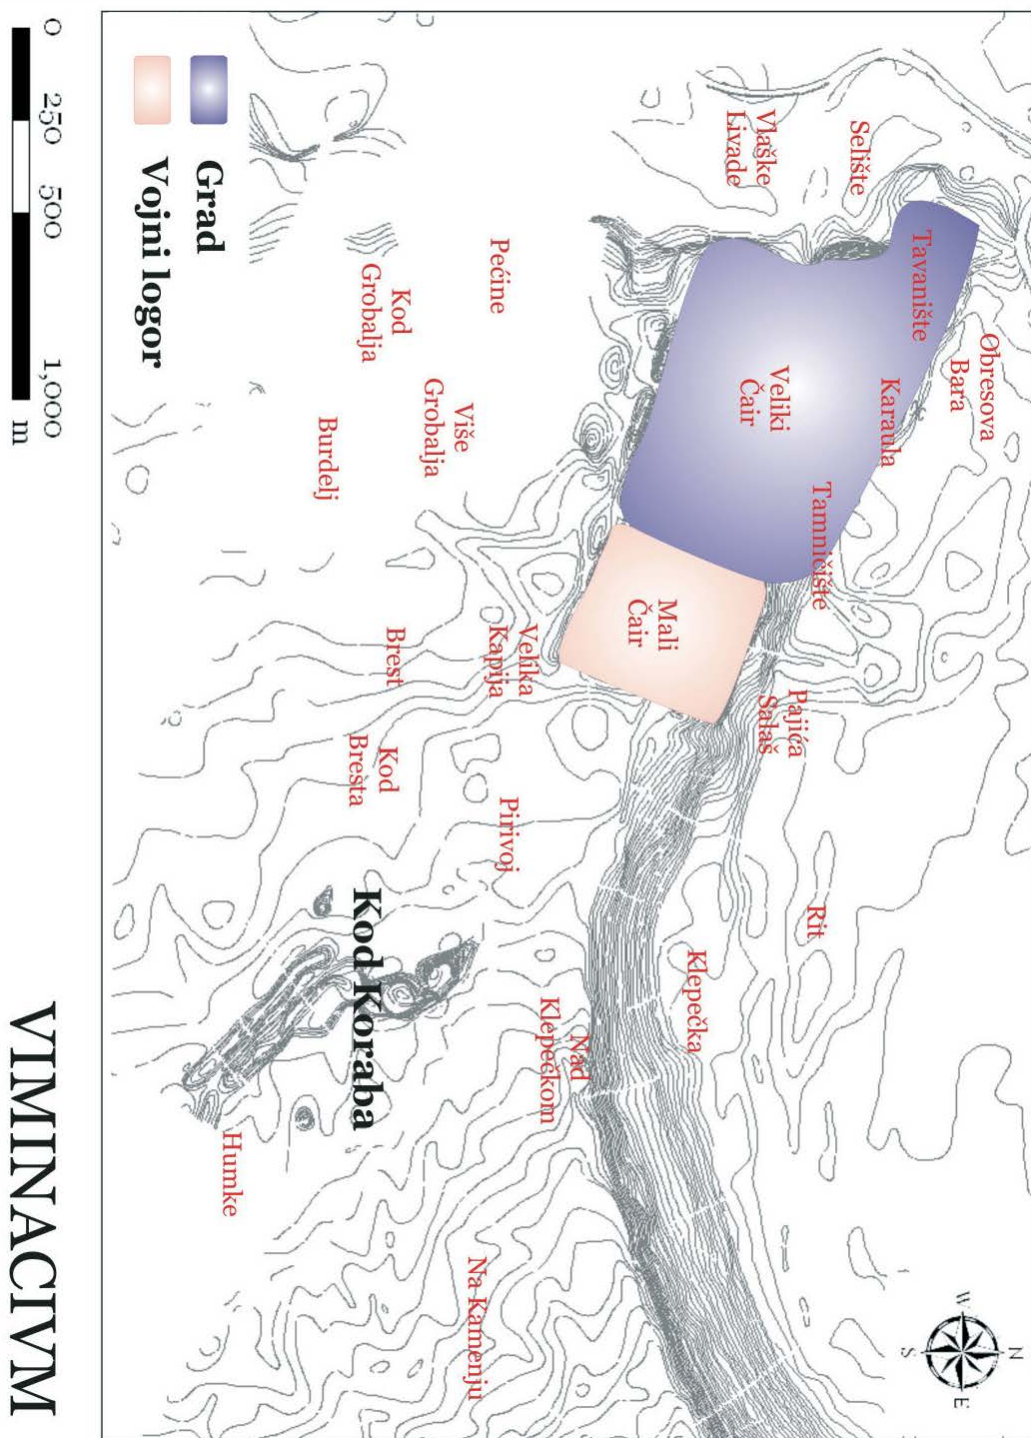 N
W E
S
Obresova
Bara
Tavanište
Karaula
Selište
Tamničište
Rit
Pajića
Salaš
Veliki
Čair
Vlaške
Livade
Klepečka
Mali
Čair
Nad
Klepečkom
Velika
Kapija
Pirivoj
Pećine
Na Kamenju
Više
Grobalja
Kod
Grobalja
Brest
Kod
Bresta
Kod Koraba
Burdelj
Humke
Grad
Vojni logor
0 250 500 1,000
m
VIMINACIVM